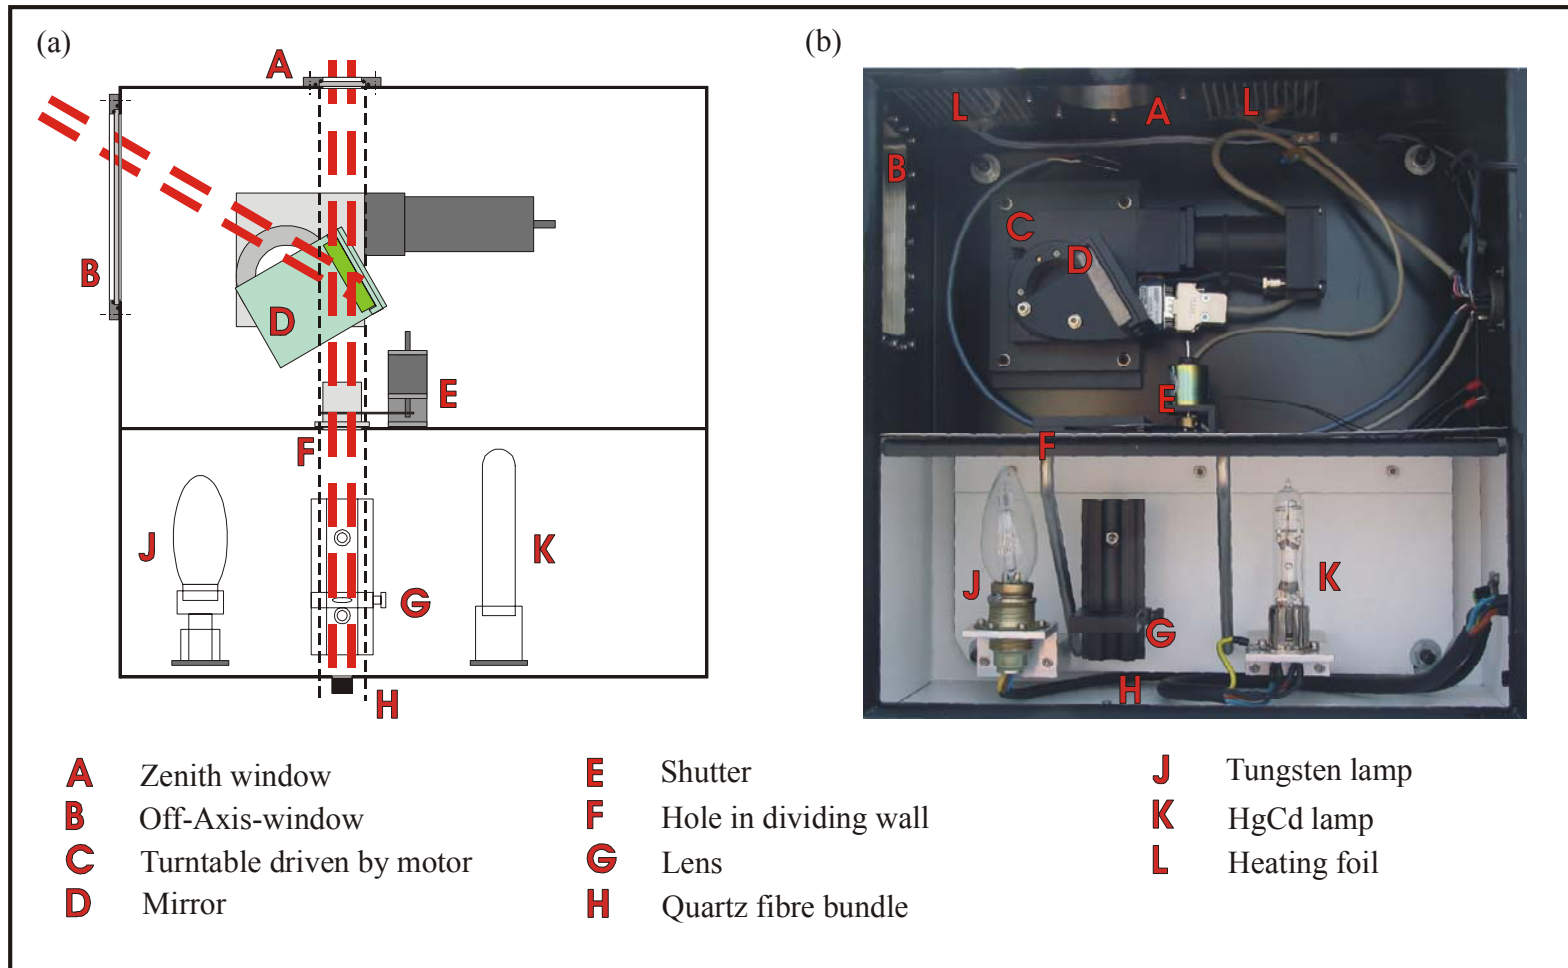 (a)
(b)
A
B
D
E
F
J
G
K
H
L
A
L
B
C
D
E
F
J
G
K
H
A Zenith window
B Off-Axis-window
C Turntable driven by motor
D Mirror
E Shutter
F Hole in dividing wall
G Lens
H Quartz fibre bundle
J Tungsten lamp
K HgCd lamp
L Heating foil